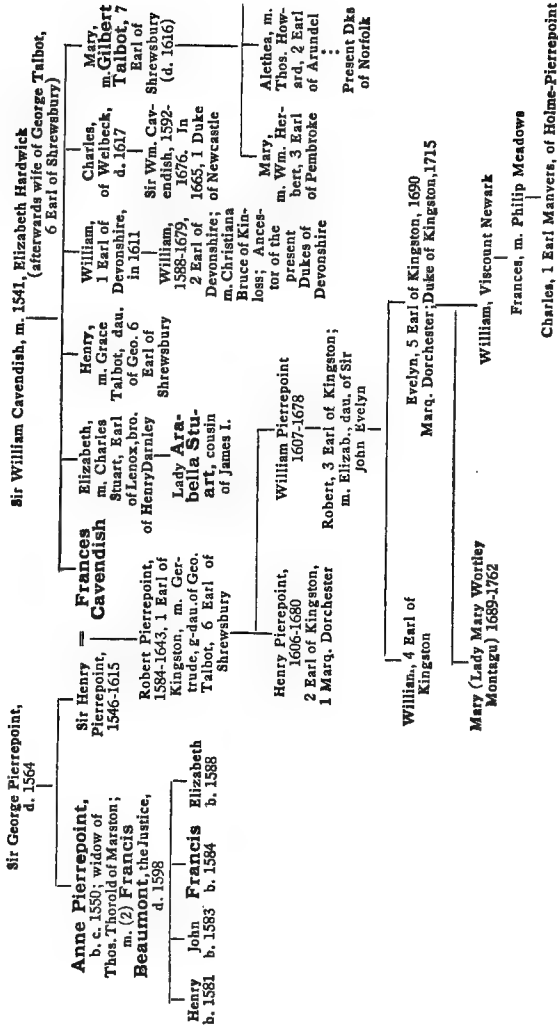 Sir George Pierrepoint,
d. 1564
Sir William Cavendish, m. 1541, Elizabeth Hardwick
(afterwards wife of George Talbot,
6 Earl of Shrewsbury)
Anne Pierrepoint,
b. c. 1550; widow of
Thos. Thorold of Marston;
m. (2) Francis
Beaumont, the Justice,
d. 1598
Sir Henry
Pierrepoint,
1546-1615
=
Frances
Cavendish
Elizabeth,
m. Charles
Stuart, Earl
of Lenox, bro.
of Henry Darnley
Henry,
m. Grace
Talbot, dau.
of Geo. 6
Earl of
Shrewsbury
William,
1 Earl of
Devonshire,
in 1611
Charles,
of Welbeck,
d. 1617
Mary,
m. Gilbert
Talbot, 7
Earl of
Shrewsbury
(d. 1616)
Henry
b. 1581
John
b. 1583
Francis
b. 1584
Elizabeth
b. 1588
Robert Pierrepoint,
1584-1643, 1 Earl of
Kingston, m. Ger-
trude, g-dau. of Geo.
Talbot, 6 Earl of
Shrewsbury
Lady Ara-
bella Stu-
art, cousin
of James I.
William,
1588-1679,
2 Earl of
Devonshire;
m. Christiana
Bruce of Kin-
loss; Ances-
tor of the
present
Dukes of
Devonshire
Sir Wm. Cav-
endish, 1592-
1676. In
1665, 1 Duke
of Newcastle
Mary,
m. Wm. Her-
bert, 3 Earl
of Pembroke
Alethea, m.
Thos. How-
ard, 2 Earl
of Arundel
Present Dks
of Norfolk
Henry Pierepoint,
1606-1680
2 Earl of Kingston,
1 Marq. Dorchester
William Pierrepoint
1607-1678
Robert, 3 Earl of Kingston;
m. Elizab., dau. of Sir
John Evelyn
William, 4 Earl of
Kingston
Evelyn, 5 Earl of Kingston, 1690
Marq. Dorchester; Duke of Kingston, 1715
Mary (Lady Mary Wortley
Montagu) 1689-1762
William, Viscount Newark
Frances, m. Philip Meadows
Charles, 1 Earl Manvers, of Holme-Pierrepoint